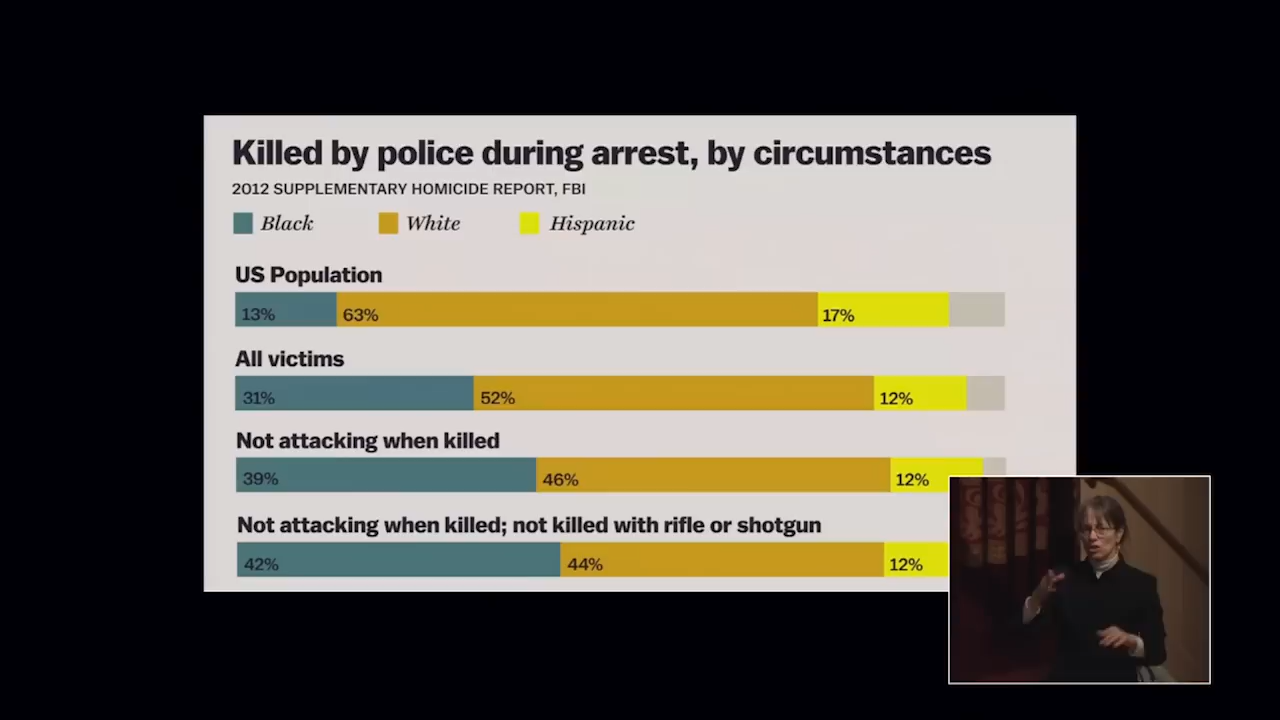 Killed by police during arrest, by circumstances
2012 SUPPLEMENTARY HOMICIDE REPORT, FBI
Black White Hispanic
US Population
13% 63% 17%
All victims
31% 52% 12%
Not attacking when killed
39% 46% 12%
Not attacking when killed; not killed with rifle or shotgun
42% 44% 12%